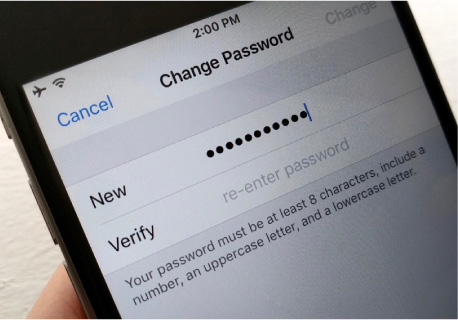 2:00 PM
Cancel
Change Password
Change
New ●●●●●●●●●●●
Verify re-enter password
Your password must be at least 8 characters, include a
number, an uppercase letter, and a lowercase letter.